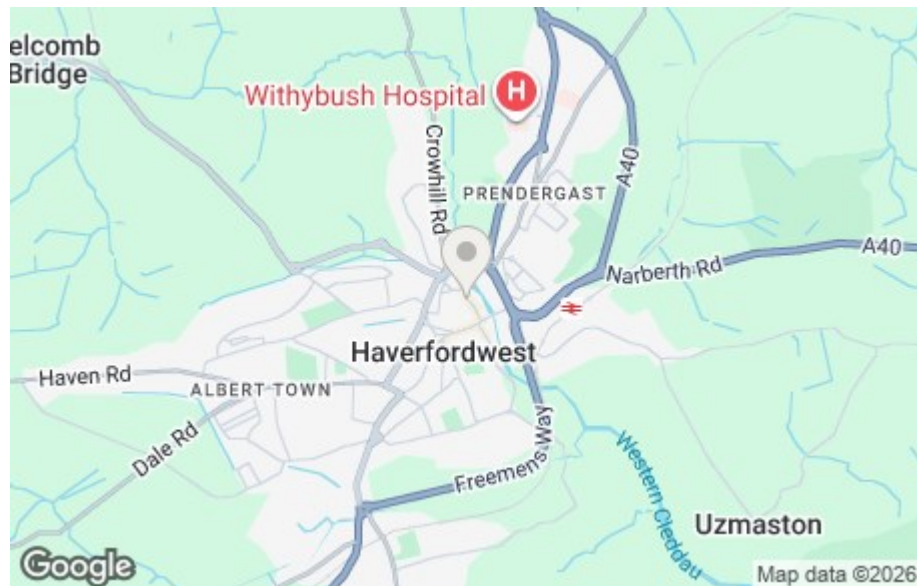 elcomb
Bridge
Withybush Hospital
H
Crowhill Rd
PRENDERGAST
A40
A40
Narberth Rd
Haverfordwest
Haven Rd
ALBERT TOWN
Dale Rd
Freemens Way
Western Cleddau
Uzmaston
Google
Map data ©2026